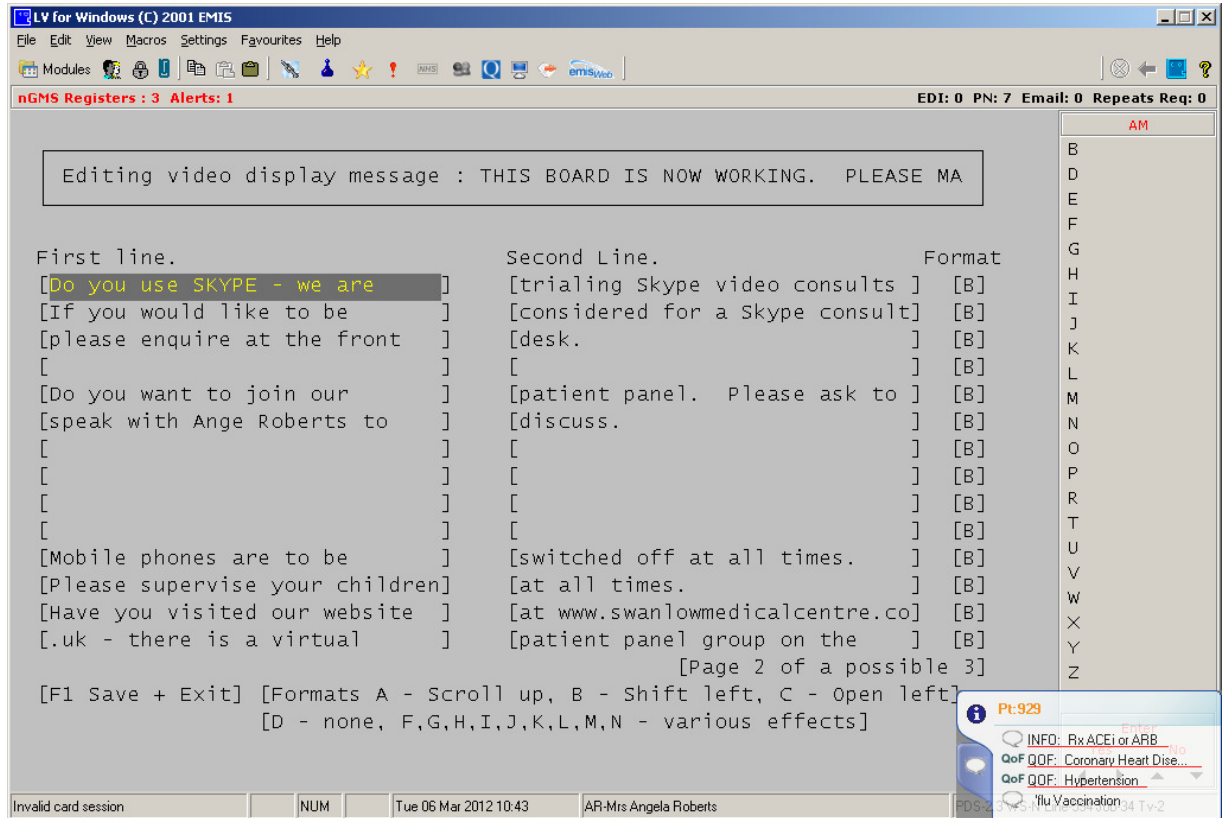 LV for Windows (C) 2001 EMIS
File Edit View Macros Settings Favourites Help
Modules NHS Q emisWeb ?
nGMS Registers : 3 Alerts: 1 EDI: 0 PN: 7 Email: 0 Repeats Req: 0
AM
Editing video display message : THIS BOARD IS NOW WORKING. PLEASE MA
First line. Second Line. Format
[Do you use SKYPE - we are ] [trialing Skype video consults ] [B]
[If you would like to be ] [considered for a Skype consult] [B]
[please enquire at the front ] [desk. ] [B]
[ ] [ ] [B]
[Do you want to join our ] [patient panel. Please ask to ] [B]
[speak with Ange Roberts to ] [discuss. ] [B]
[ ] [ ] [B]
[ ] [ ] [B]
[ ] [ ] [B]
[ ] [ ] [B]
[Mobile phones are to be ] [switched off at all times. ] [B]
[Please supervise your children] [at all times. ] [B]
[Have you visited our website ] [at www.swanlowmedicalcentre.co] [B]
[.uk - there is a virtual ] [patient panel group on the ] [B]
[Page 2 of a possible 3]
[F1 Save + Exit] [Formats A - Scroll up, B - Shift left, C - Open left]
[D - none, F,G,H,I,J,K,L,M,N - various effects]
B
D
E
F
G
H
I
J
K
L
M
N
O
P
R
T
U
V
W
X
Y
Z
Pt:929
Enter
INFO: Rx ACEi or ARB
Yes No
QoF QOF: Coronary Heart Dise...
QoF QOF: Hypertension
'flu Vaccination
Invalid card session NUM Tue 06 Mar 2012 10:43 AR-Mrs Angela Roberts